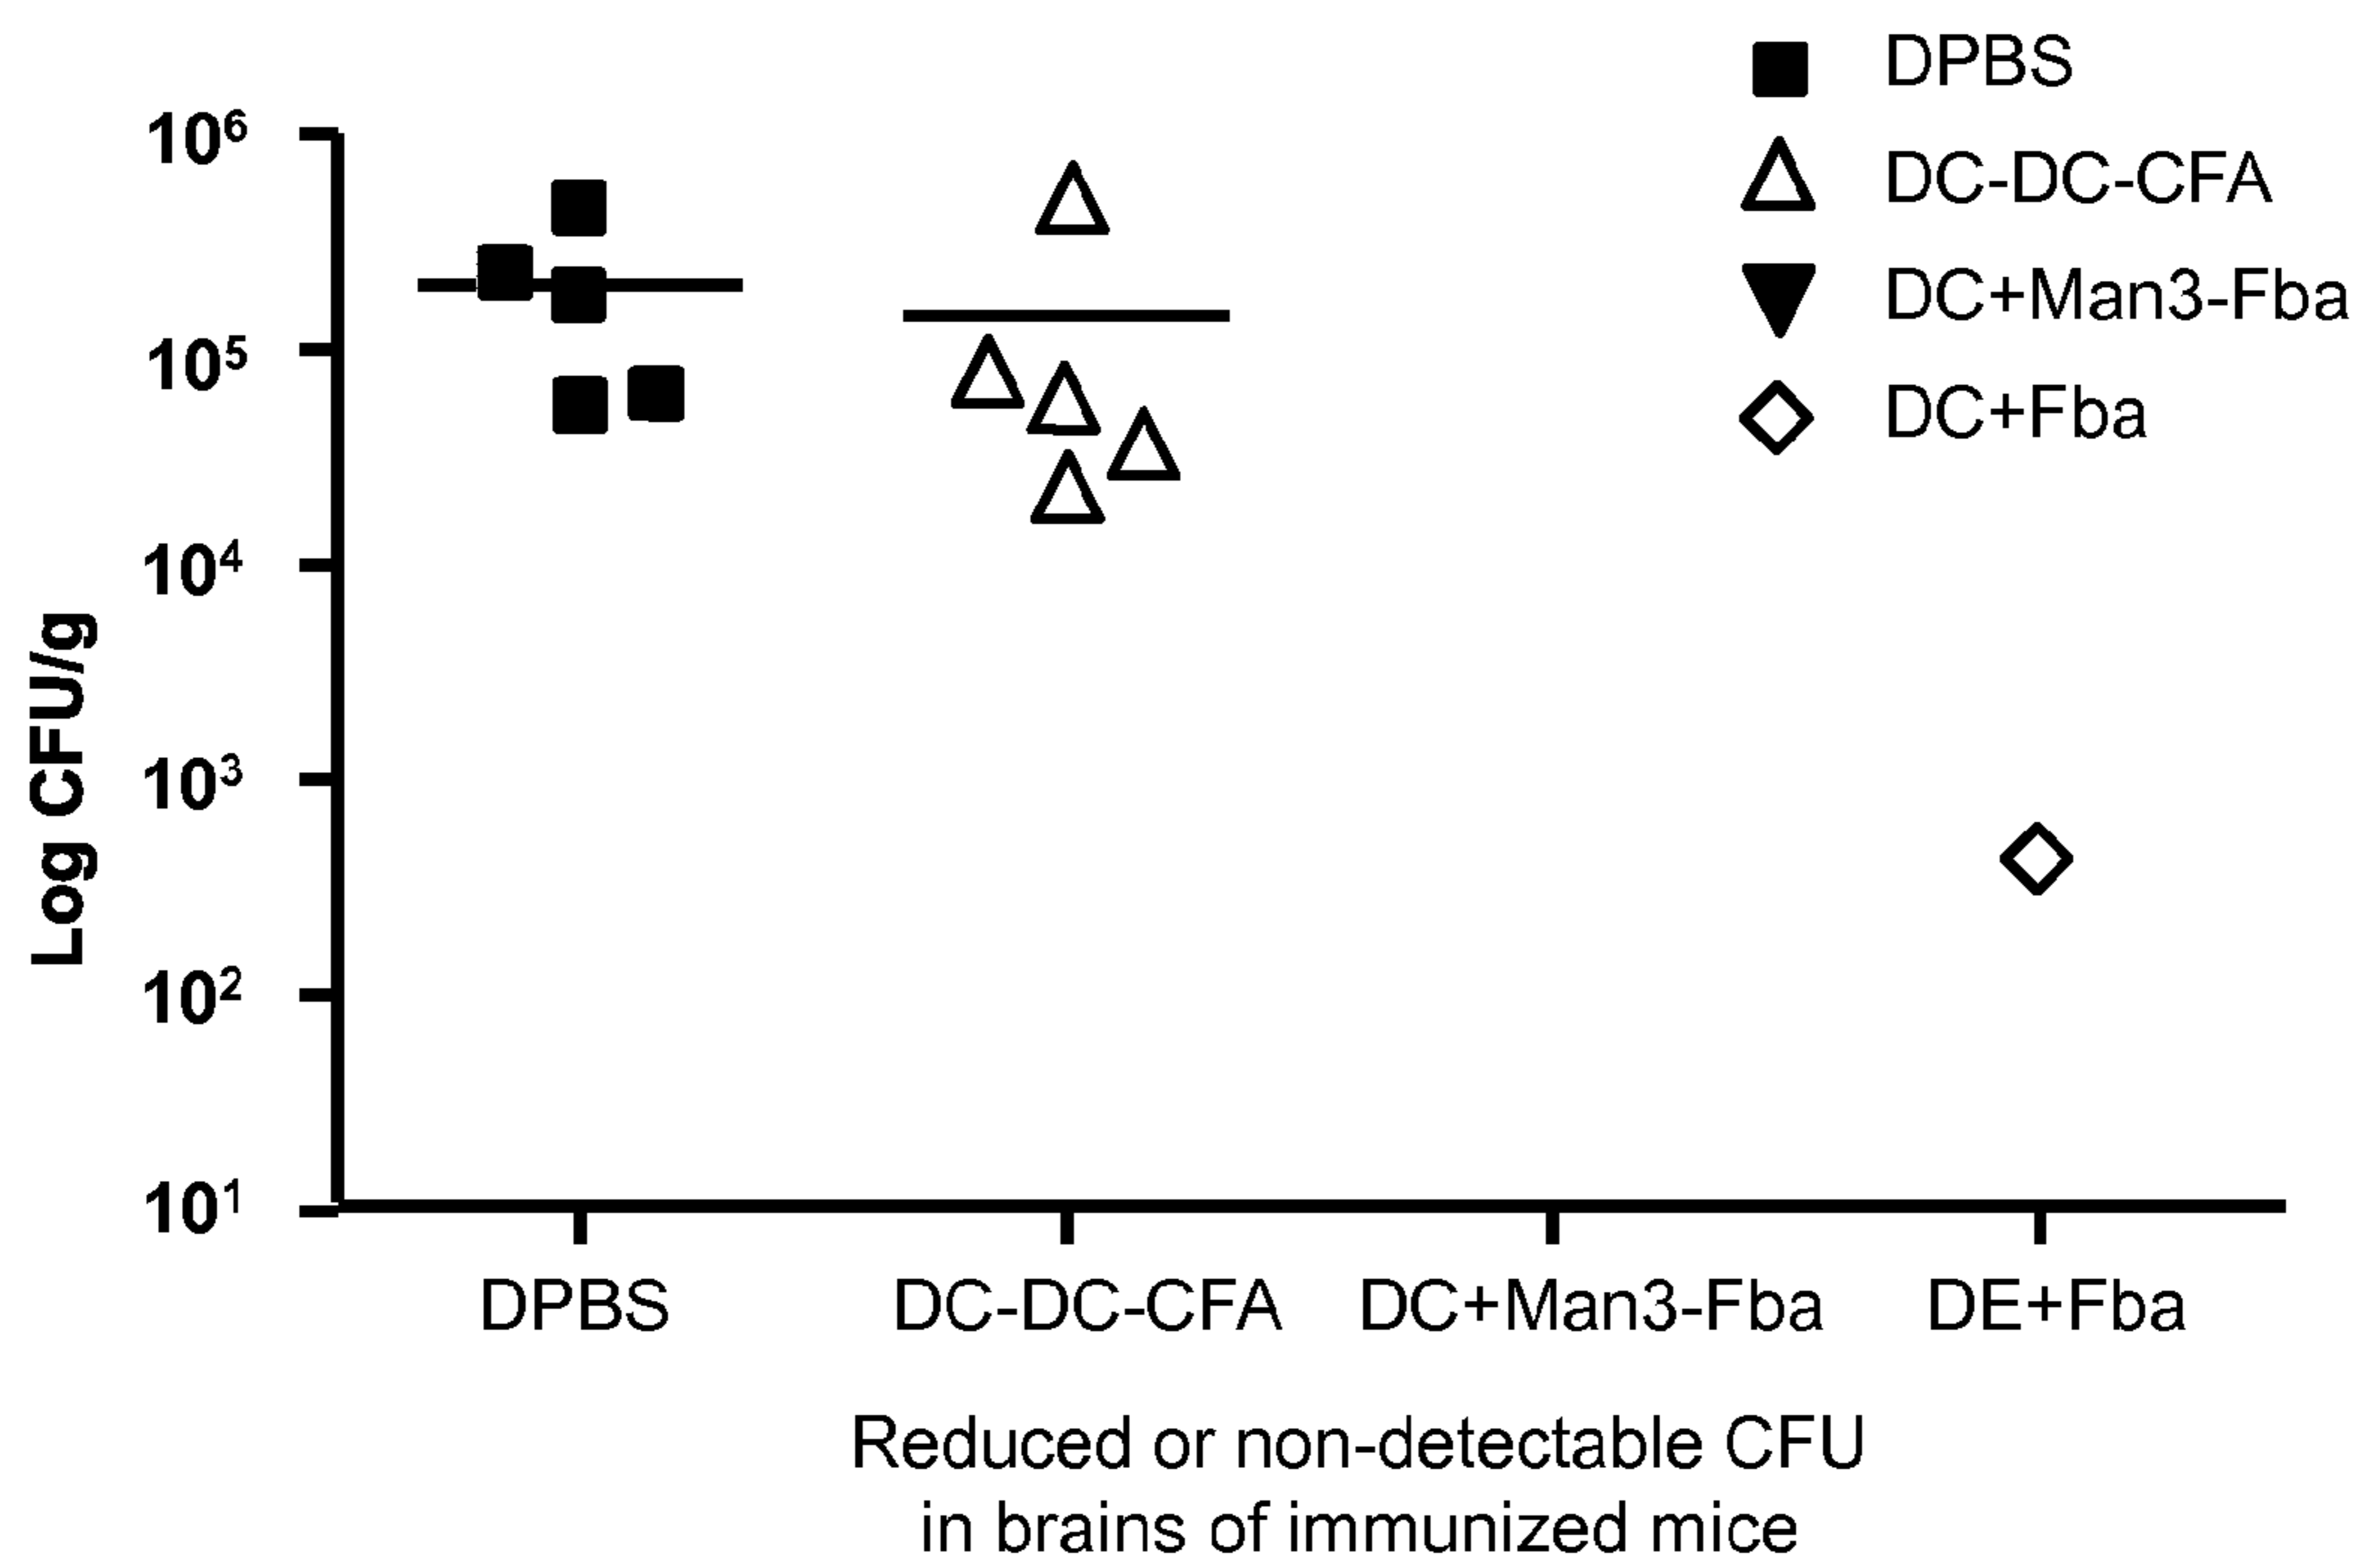 DPBS
DC-DC-CFA
DC+Man3-Fba
DC+Fba
10⁶
10⁵
10⁴
10³
10²
10¹
Log CFU/g
DPBS DC-DC-CFA DC+Man3-Fba DE+Fba
Reduced or non-detectable CFU
in brains of immunized mice